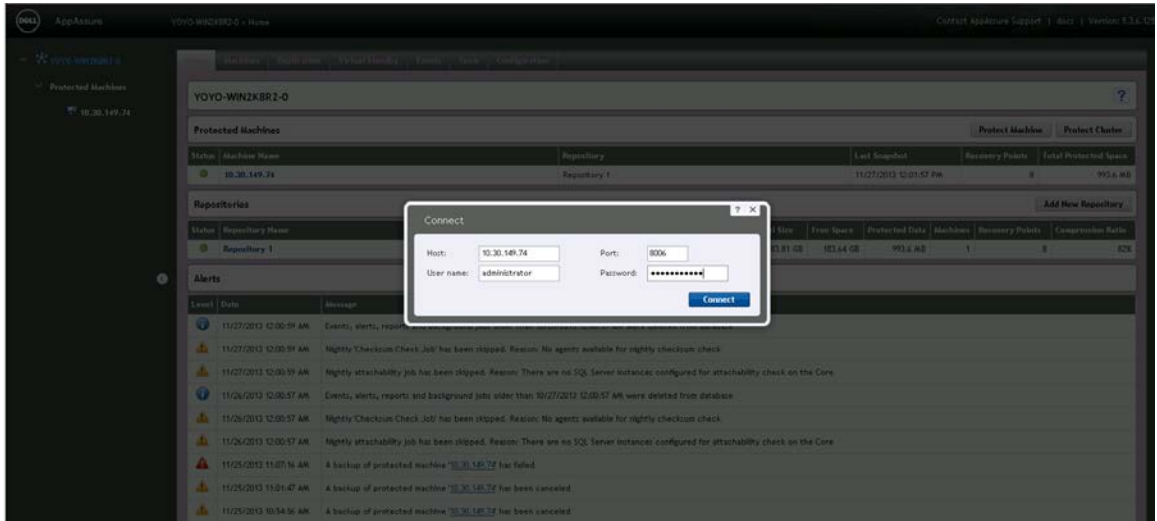 DELL AppAssure
YOYO-WIN2K8R2-0 > Home
Contact AppAssure Support | docs | Version: 5.3.6.
YOYO-WIN2K8R2-0
Machines Replication Virtual Standby Events Tools Configuration
Protected Machines
10.30.149.74
YOYO-WIN2K8R2-0 ?
Protected Machines Protect Machine Protect Cluster
Status Machine Name Repository Last Snapshot Recovery Points Total Protected Space
10.30.149.74 Repository 1 11/27/2013 12:01:57 PM 8 993.6 MB
Repositories Add New Repository
Status Repository Name Size Free Space Protected Data Machines Recovery Points Compression Ratio
Repository 1 183.64 GB 993.6 MB 1 8 82%
Connect ? X
Host: 10.30.149.74 Port: 8006
User name: administrator Password: •••••••••••
Connect
Alerts
Level Date Message
11/27/2013 12:00:59 AM Events, alerts, reports
11/27/2013 12:00:59 AM Nightly 'Checksum Check Job' has been skipped. Reason: No agents available for nightly checksum check
11/27/2013 12:00:59 AM Nightly attachability job has been skipped. Reason: There are no SQL Server instances configured for attachability check on the Core
11/26/2013 12:00:57 AM Events, alerts, reports and background jobs older than 10/27/2013 12:00:57 AM were deleted from database
11/26/2013 12:00:57 AM Nightly 'Checksum Check Job' has been skipped. Reason: No agents available for nightly checksum check
11/26/2013 12:00:57 AM Nightly attachability job has been skipped. Reason: There are no SQL Server instances configured for attachability check on the Core
11/25/2013 11:07:16 AM A backup of protected machine '10.30.149.74' has failed
11/25/2013 11:01:47 AM A backup of protected machine '10.30.149.74' has been canceled
11/25/2013 10:54:56 AM A backup of protected machine '10.30.149.74' has been canceled